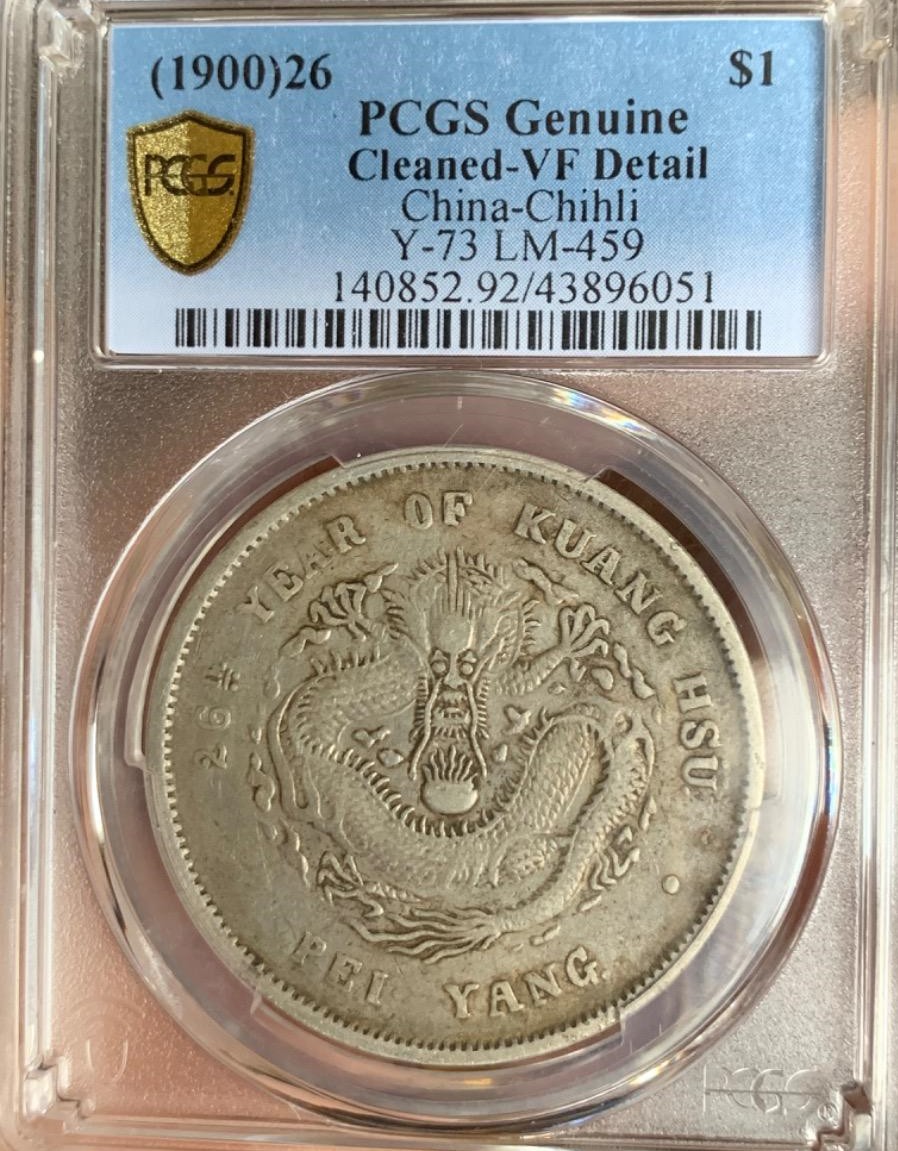 (1900)26 $1
PCGS Genuine
PCGS
Cleaned-VF Detail
China-Chihli
Y-73 LM-459
140852.92/43896051
26ᵀᴴ YEAR OF KUANG HSU
PEI YANG.
PCGS®